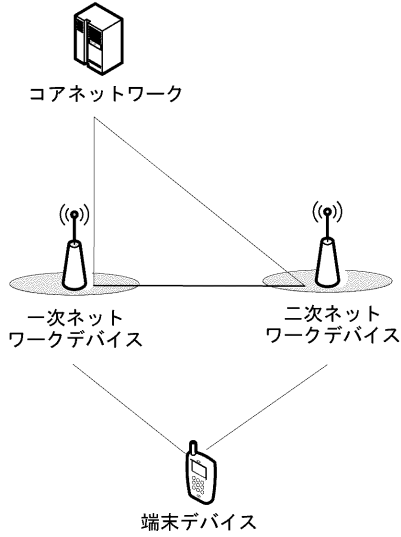 コアネットワーク
一次ネット
ワークデバイス
二次ネット
ワークデバイス
端末デバイス